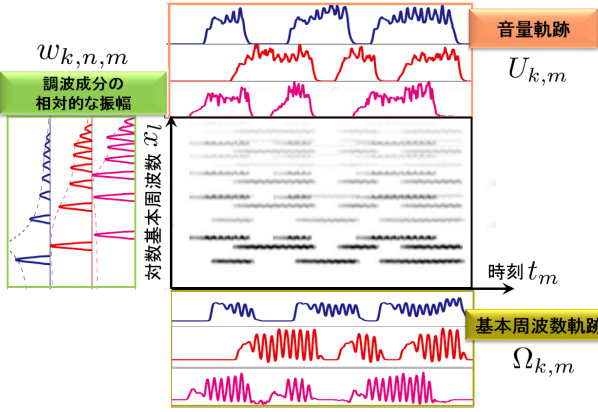 音量軌跡
U_{k,m}
w_{k,n,m}
調波成分の
相対的な振幅
対数基本周波数 x_l
時刻 t_m
基本周波数軌跡
Ω_{k,m}